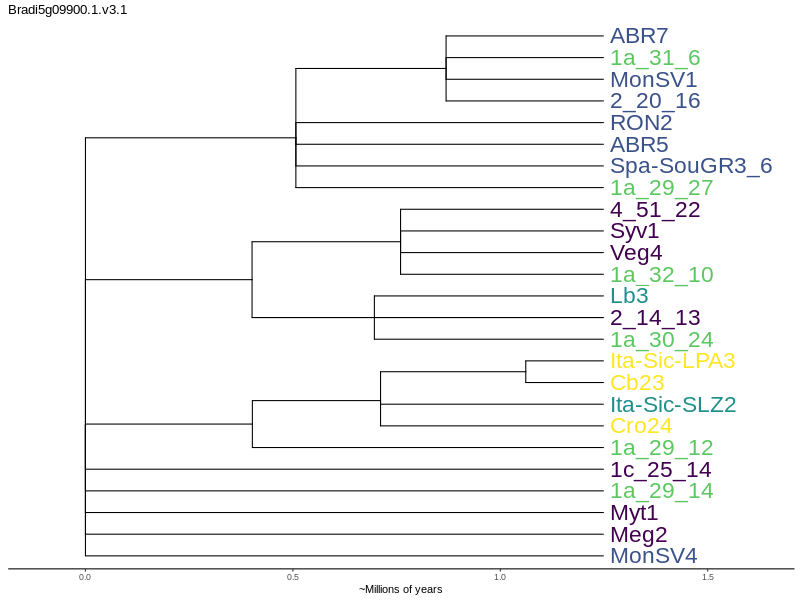 Bradi5g09900.1.v3.1
ABR7
1a_31_6
MonSV1
2_20_16
RON2
ABR5
Spa-SouGR3_6
1a_29_27
4_51_22
Syv1
Veg4
1a_32_10
Lb3
2_14_13
1a_30_24
Ita-Sic-LPA3
Cb23
Ita-Sic-SLZ2
Cro24
1a_29_12
1c_25_14
1a_29_14
Myt1
Meg2
MonSV4
0.0 0.5 1.0 1.5
~Millions of years